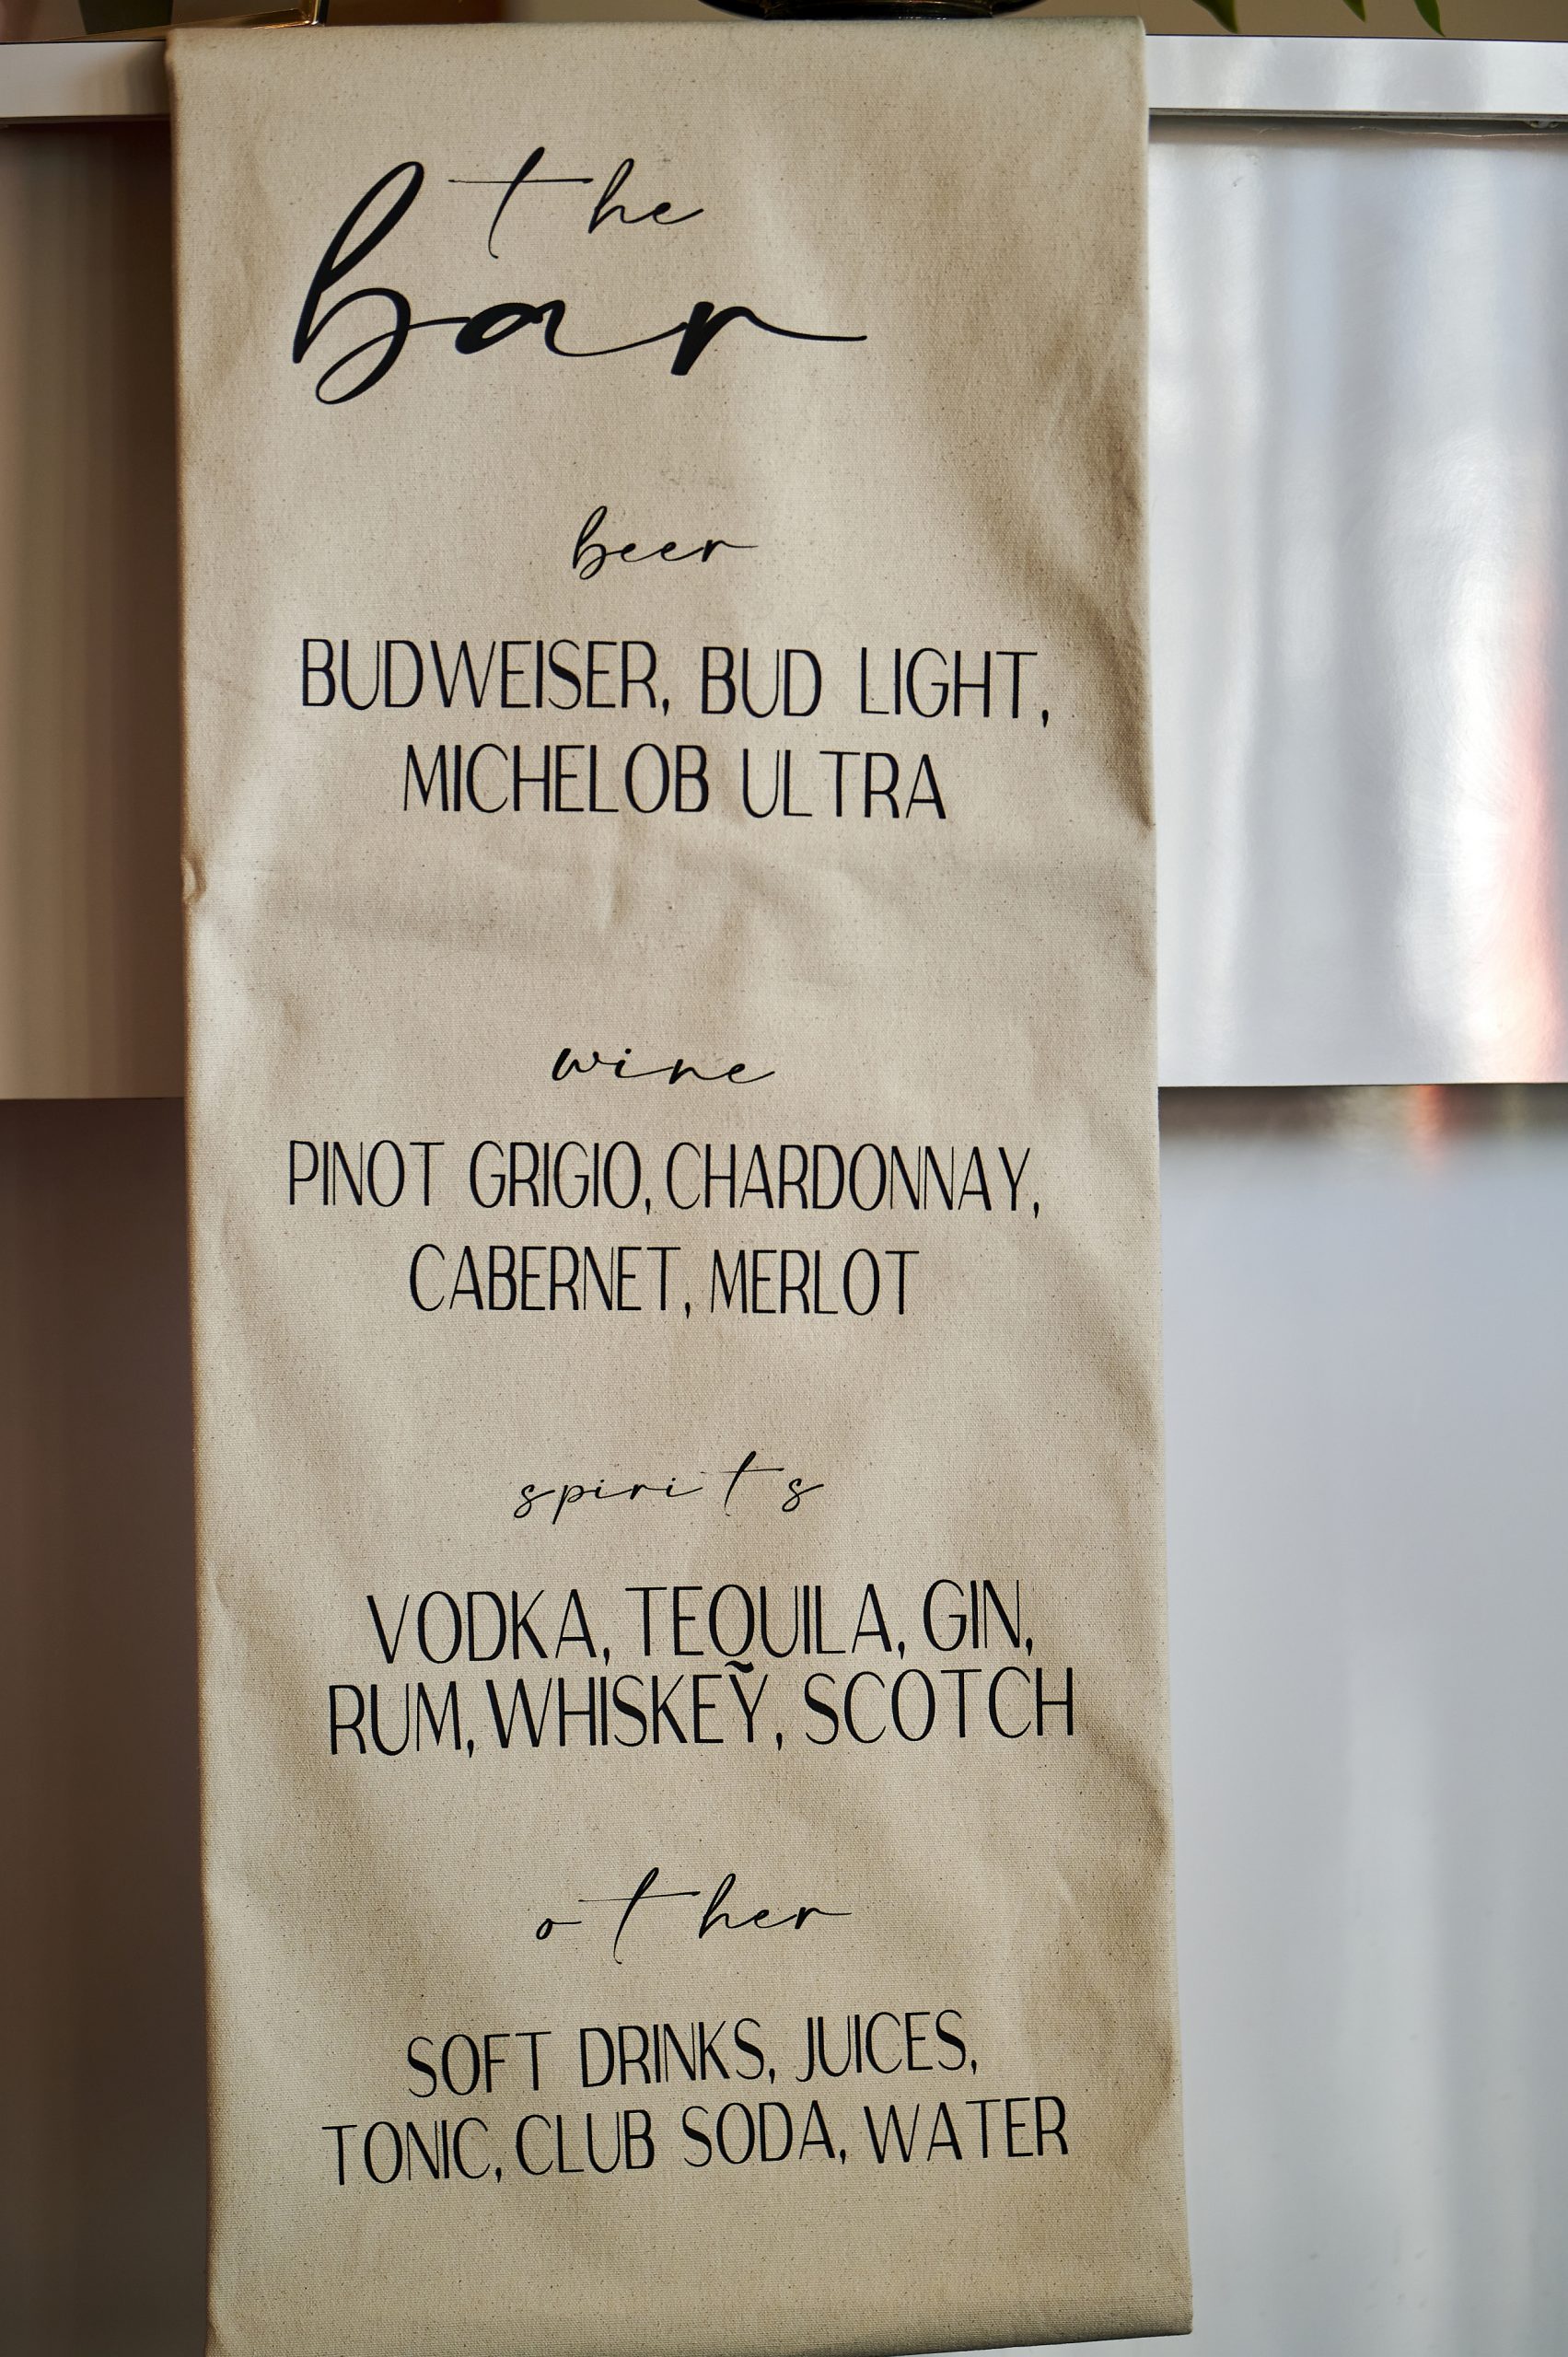 the
bar
beer
BUDWEISER, BUD LIGHT,
MICHELOB ULTRA
wine
PINOT GRIGIO, CHARDONNAY,
CABERNET, MERLOT
spirits
VODKA, TEQUILA, GIN,
RUM, WHISKEY, SCOTCH
other
SOFT DRINKS, JUICES,
TONIC, CLUB SODA, WATER